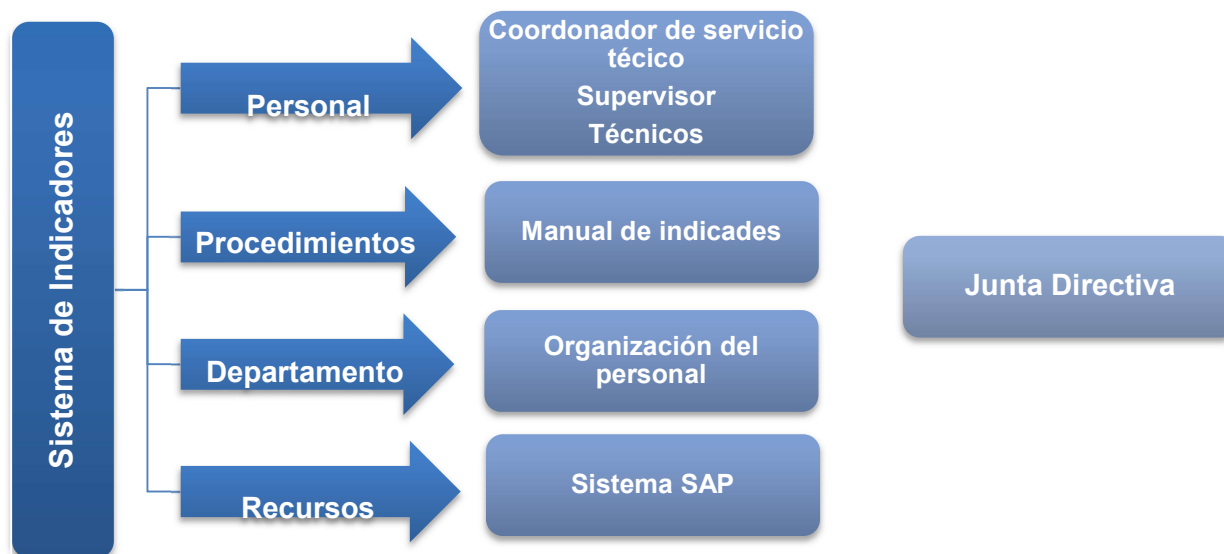 Sistema de Indicadores
Personal
Coordonador de servicio
técico
Supervisor
Técnicos
Procedimientos
Manual de indicades
Departamento
Organización del
personal
Recursos
Sistema SAP
Junta Directiva